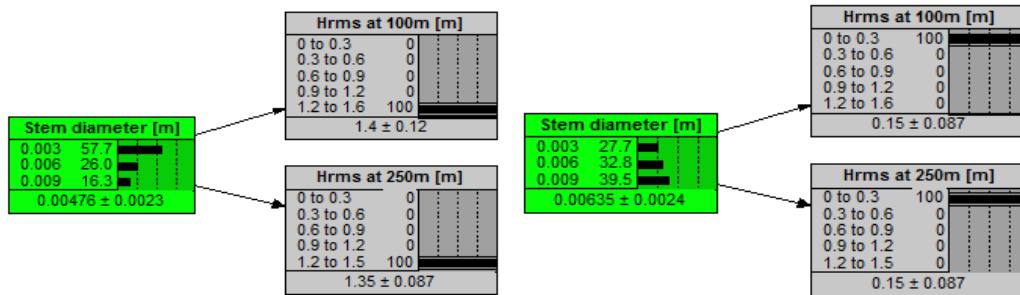 Hrms at 100m [m]
0 to 0.3 0
0.3 to 0.6 0
0.6 to 0.9 0
0.9 to 1.2 0
1.2 to 1.6 100
1.4 ± 0.12
Stem diameter [m]
0.003 57.7
0.006 26.0
0.009 16.3
0.00476 ± 0.0023
Hrms at 250m [m]
0 to 0.3 0
0.3 to 0.6 0
0.6 to 0.9 0
0.9 to 1.2 0
1.2 to 1.5 100
1.35 ± 0.087
Hrms at 100m [m]
0 to 0.3 100
0.3 to 0.6 0
0.6 to 0.9 0
0.9 to 1.2 0
1.2 to 1.6 0
0.15 ± 0.087
Stem diameter [m]
0.003 27.7
0.006 32.8
0.009 39.5
0.00635 ± 0.0024
Hrms at 250m [m]
0 to 0.3 100
0.3 to 0.6 0
0.6 to 0.9 0
0.9 to 1.2 0
1.2 to 1.5 0
0.15 ± 0.087